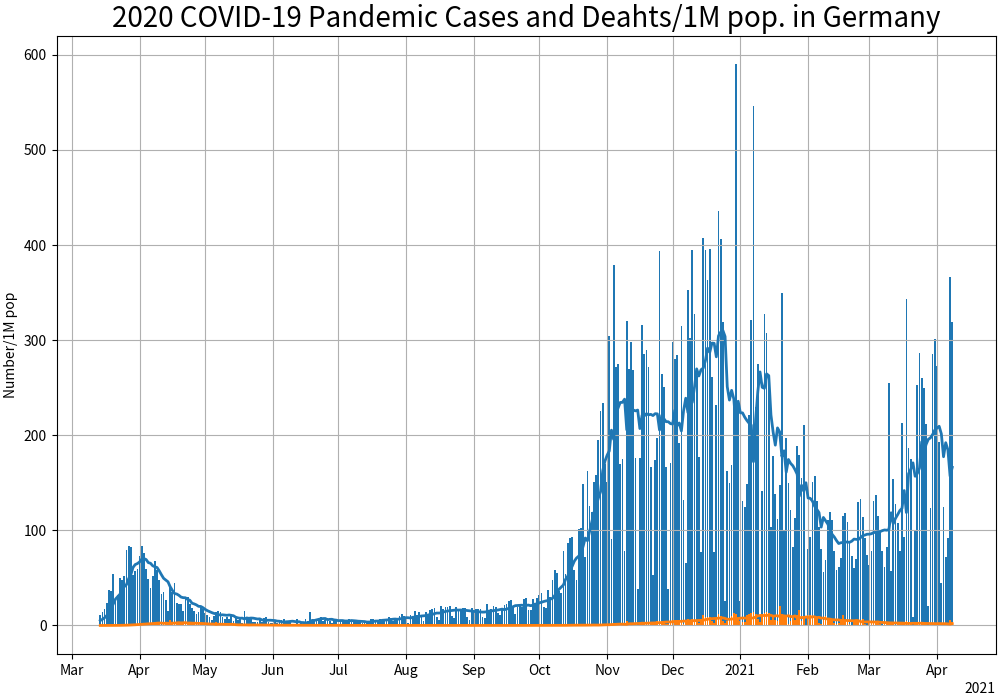 2020 COVID-19 Pandemic Cases and Deahts/1M pop. in Germany
Number/1M pop
600
500
400
300
200
100
0
Mar Apr May Jun Jul Aug Sep Oct Nov Dec 2021 Feb Mar Apr
2021